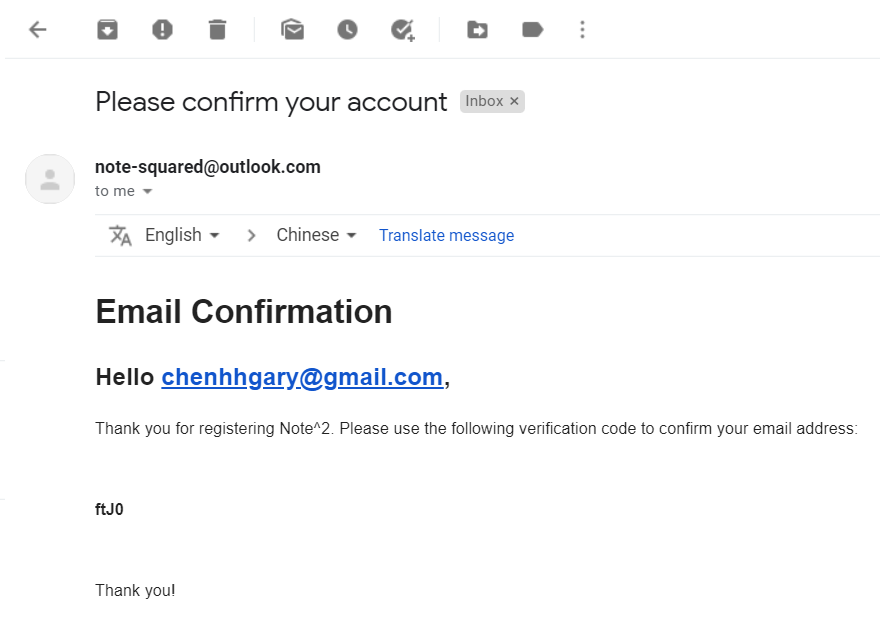 Please confirm your account Inbox ×
note-squared@outlook.com
to me
English > Chinese Translate message
Email Confirmation
Hello chenhhgary@gmail.com,
Thank you for registering Note^2. Please use the following verification code to confirm your email address:
ftJ0
Thank you!